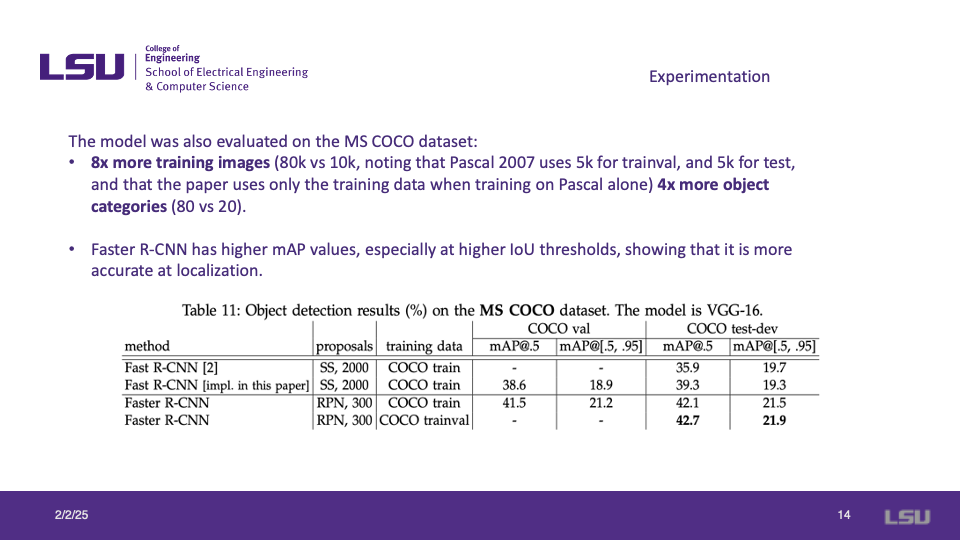 LSU
College of
Engineering
School of Electrical Engineering
& Computer Science
Experimentation
The model was also evaluated on the MS COCO dataset:
• 8x more training images (80k vs 10k, noting that Pascal 2007 uses 5k for trainval, and 5k for test,
and that the paper uses only the training data when training on Pascal alone) 4x more object
categories (80 vs 20).
• Faster R-CNN has higher mAP values, especially at higher IoU thresholds, showing that it is more
accurate at localization.
Table 11: Object detection results (%) on the MS COCO dataset. The model is VGG-16.
COCO val COCO test-dev
method proposals training data mAP@.5 mAP@[.5, .95] mAP@.5 mAP@[.5, .95]
Fast R-CNN [2] SS, 2000 COCO train - - 35.9 19.7
Fast R-CNN [impl. in this paper] SS, 2000 COCO train 38.6 18.9 39.3 19.3
Faster R-CNN RPN, 300 COCO train 41.5 21.2 42.1 21.5
Faster R-CNN RPN, 300 COCO trainval - - 42.7 21.9
2/2/25 14 LSU